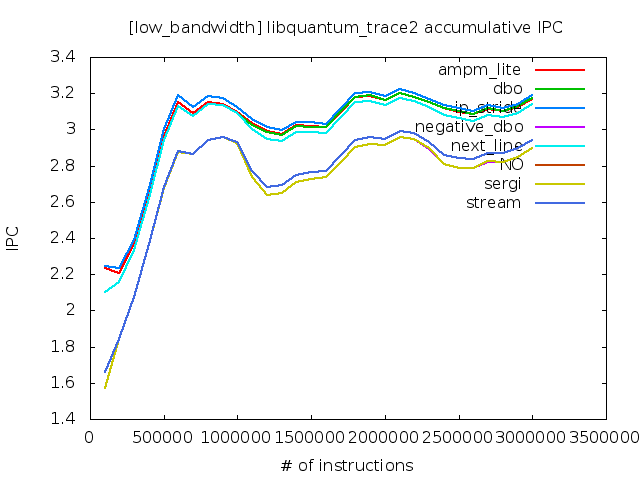 [low_bandwidth] libquantum_trace2 accumulative IPC
3.4
3.2
3
2.8
2.6
2.4
2.2
2
1.8
1.6
1.4
IPC
ampm_lite
dbo
ip_stride
negative_dbo
next_line
NO
sergi
stream
0 500000 1000000 1500000 2000000 2500000 3000000 3500000
# of instructions